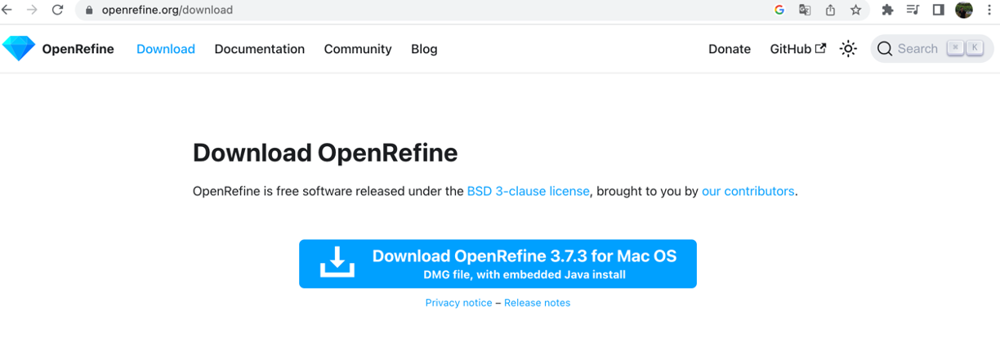 openrefine.org/download
OpenRefine Download Documentation Community Blog Donate GitHub Search ⌘ K
Download OpenRefine
OpenRefine is free software released under the BSD 3-clause license, brought to you by our contributors.
Download OpenRefine 3.7.3 for Mac OS
DMG file, with embedded Java install
Privacy notice – Release notes